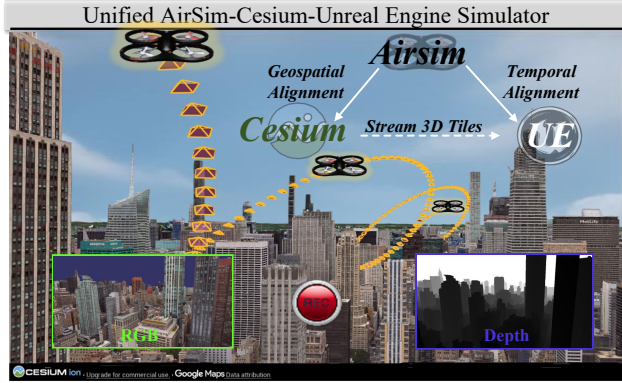 Unified AirSim-Cesium-Unreal Engine Simulator
Airsim
Geospatial
Alignment
Temporal
Alignment
Cesium
Stream 3D Tiles
UE
MetLife
REC
RGB
Depth
CESIUM ion
Upgrade for commercial use
Google Maps
Data attribution